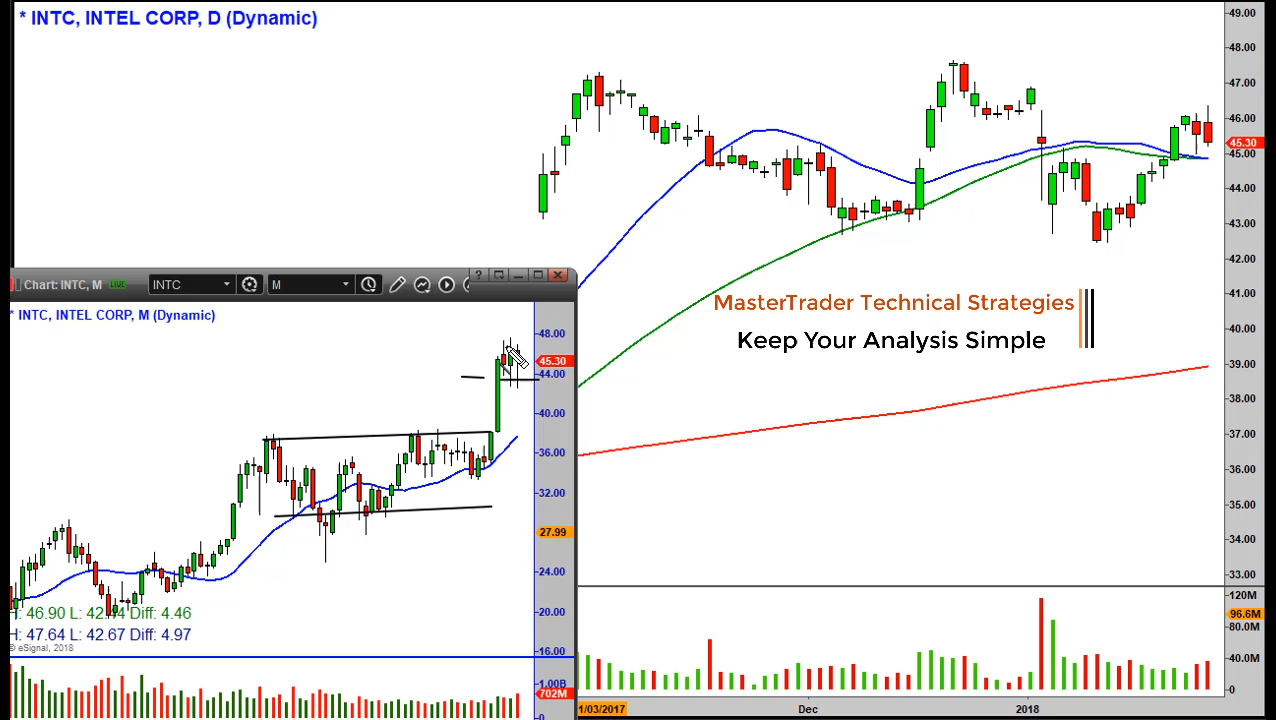 * INTC, INTEL CORP, D (Dynamic)
49.00
48.00
47.00
46.00
45.30
45.00
44.00
43.00
42.00
41.00
40.00
39.00
38.00
37.00
36.00
35.00
34.00
33.00
MasterTrader Technical Strategies
Keep Your Analysis Simple
120M
96.6M
80.0M
40.0M
0
1/03/2017
Dec
2018
Chart: INTC, M
LIVE
INTC
M
?
* INTC, INTEL CORP, M (Dynamic)
48.00
45.30
44.00
40.00
36.00
32.00
27.99
24.00
20.00
16.00
H: 46.90 L: 42.04 Diff: 4.46
H: 47.64 L: 42.67 Diff: 4.97
© eSignal, 2018
1.00B
702M
0